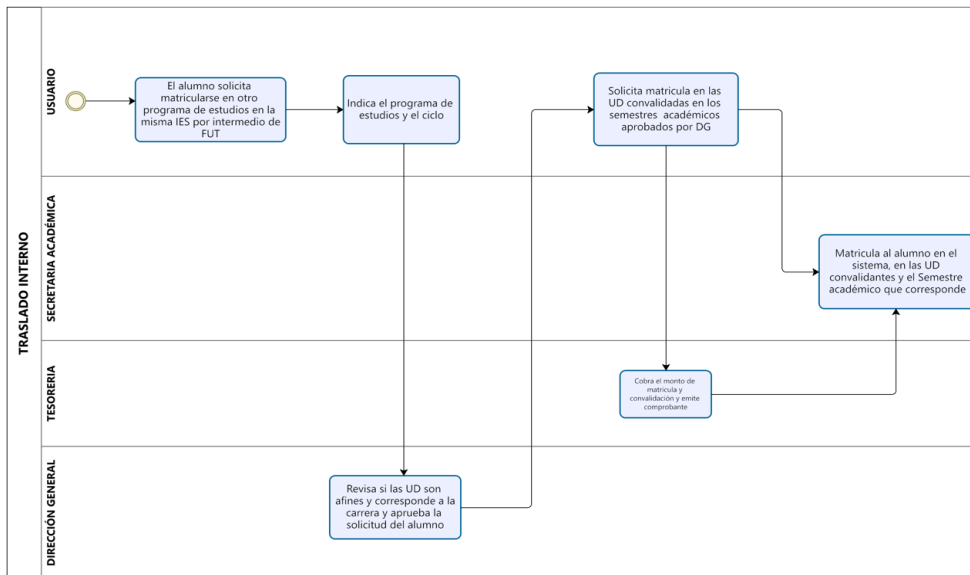 TRASLADO INTERNO
USUARIO
El alumno solicita
matricularse en otro
programa de estudios en la
misma IES por intermedio de
FUT
Indica el programa de
estudios y el ciclo
Solicita matricula en las
UD convalidadas en los
semestres académicos
aprobados por DG
SECRETARIA ACADÉMICA
Matricula al alumno en el
sistema, en las UD
convalidantes y el Semestre
académico que corresponde
TESORERIA
Cobra el monto de
matricula y
convalidación y emite
comprobante
DIRECCIÓN GENERAL
Revisa si las UD son
afines y corresponde a la
carrera y aprueba la
solicitud del alumno